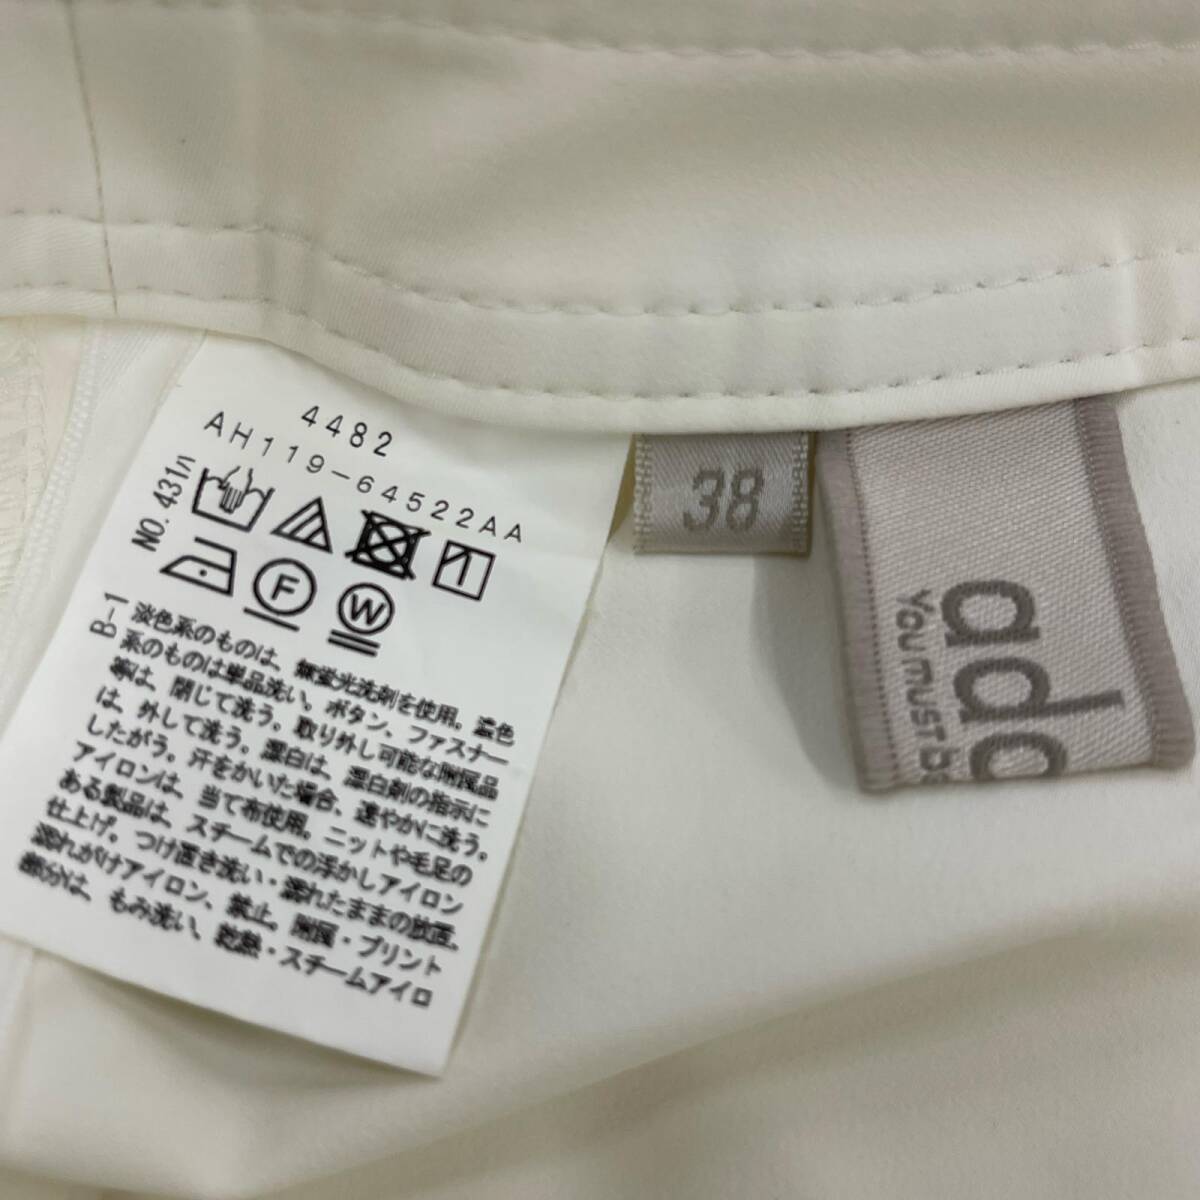 4482
AH119-64522AA
NO. 431ハ
F
W
B-1
淡色系のものは、無蛍光洗剤を使用。濃色
系のものは単品洗い。ボタン、ファスナー
等は、閉じて洗う。取り外し可能な附属品
は、外して洗う。漂白は、漂白剤の指示に
したがう。汗をかいた場合、速やかに洗う。
アイロンは、当て布使用。ニットや毛足の
ある製品は、スチームでの浮かしアイロン
仕上げ。つけ置き洗い・濡れたままの放置、
濡れがけアイロン、禁止。附属・プリント
部分は、もみ洗い、乾熱・スチームアイロ
38
ado
You must be